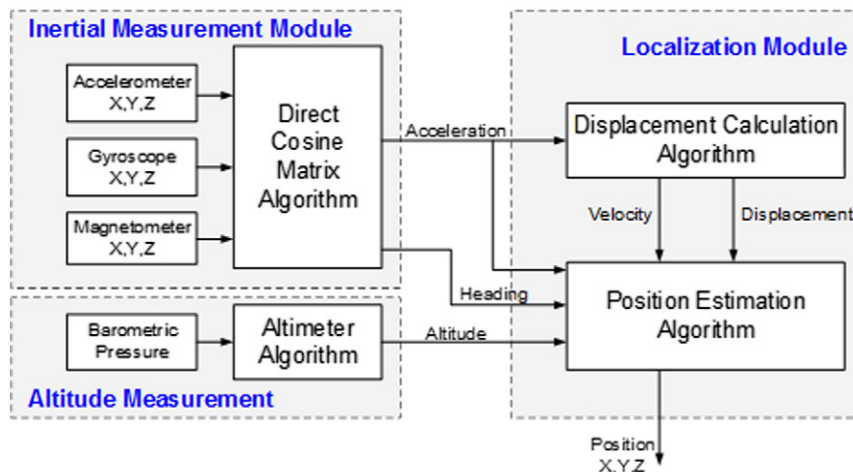 Inertial Measurement Module
Accelerometer
X,Y,Z
Gyroscope
X,Y,Z
Magnetometer
X,Y,Z
Direct
Cosine
Matrix
Algorithm
Acceleration
Heading
Localization Module
Displacement Calculation
Algorithm
Velocity
Displacement
Position Estimation
Algorithm
Barometric
Pressure
Altimeter
Algorithm
Altitude
Altitude Measurement
Position
X,Y,Z